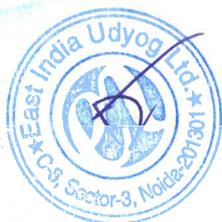 ★East India Udyog Ltd.★
C-8, Sector-3, Noida-201301